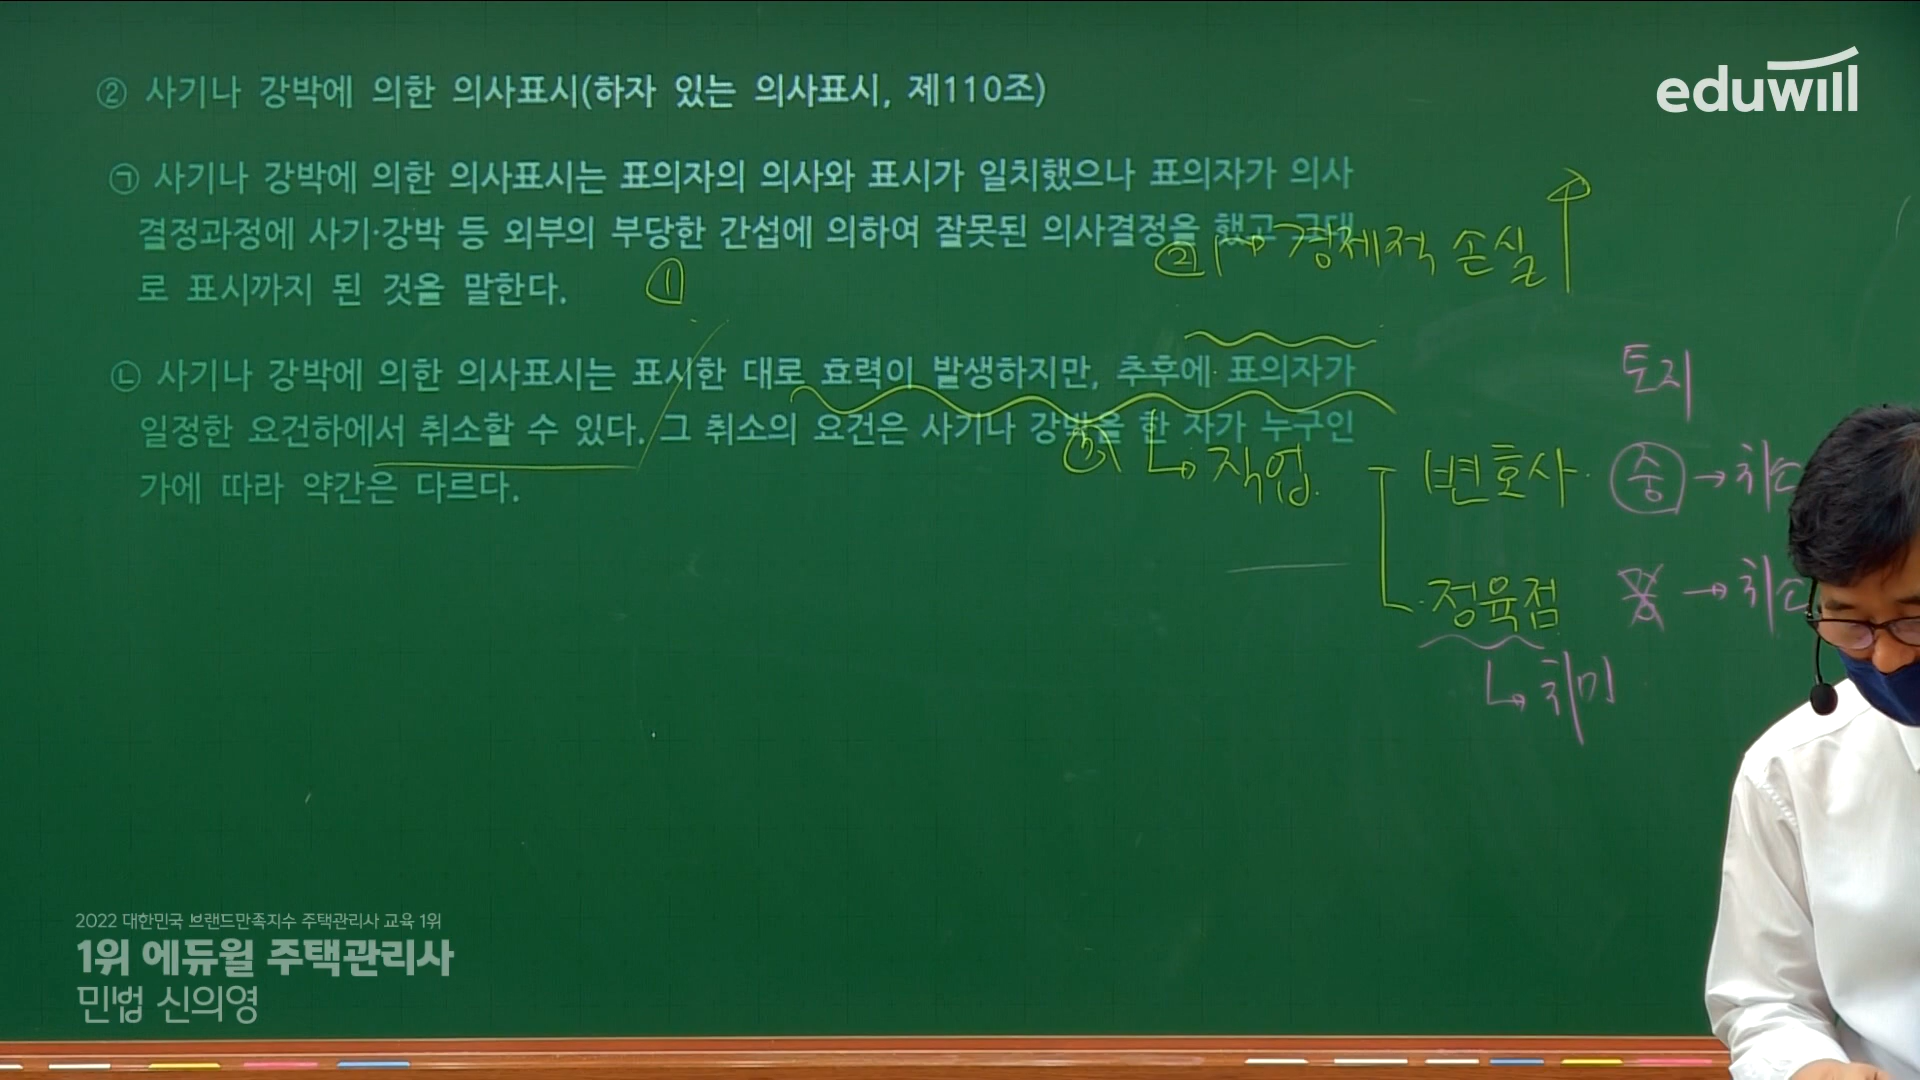 ② 사기나 강박에 의한 의사표시(하자 있는 의사표시, 제110조)
eduwill
㉠ 사기나 강박에 의한 의사표시는 표의자의 의사와 표시가 일치했으나 표의자가 의사
결정과정에 사기·강박 등 외부의 부당한 간섭에 의하여 잘못된 의사결정을 했고 그대
로 표시까지 된 것을 말한다.
①
② → 경제적 손실
㉡ 사기나 강박에 의한 의사표시는 표시한 대로 효력이 발생하지만, 추후에 표의자가
일정한 요건하에서 취소할 수 있다. 그 취소의 요건은 사기나 강박을 한 자가 누구인
가에 따라 약간은 다르다.
토지
직업
변호사
중 → 취소
정육점
→ 취소
취미
2022 대한민국 브랜드만족지수 주택관리사 교육 1위
1위 에듀윌 주택관리사
민법 신의영